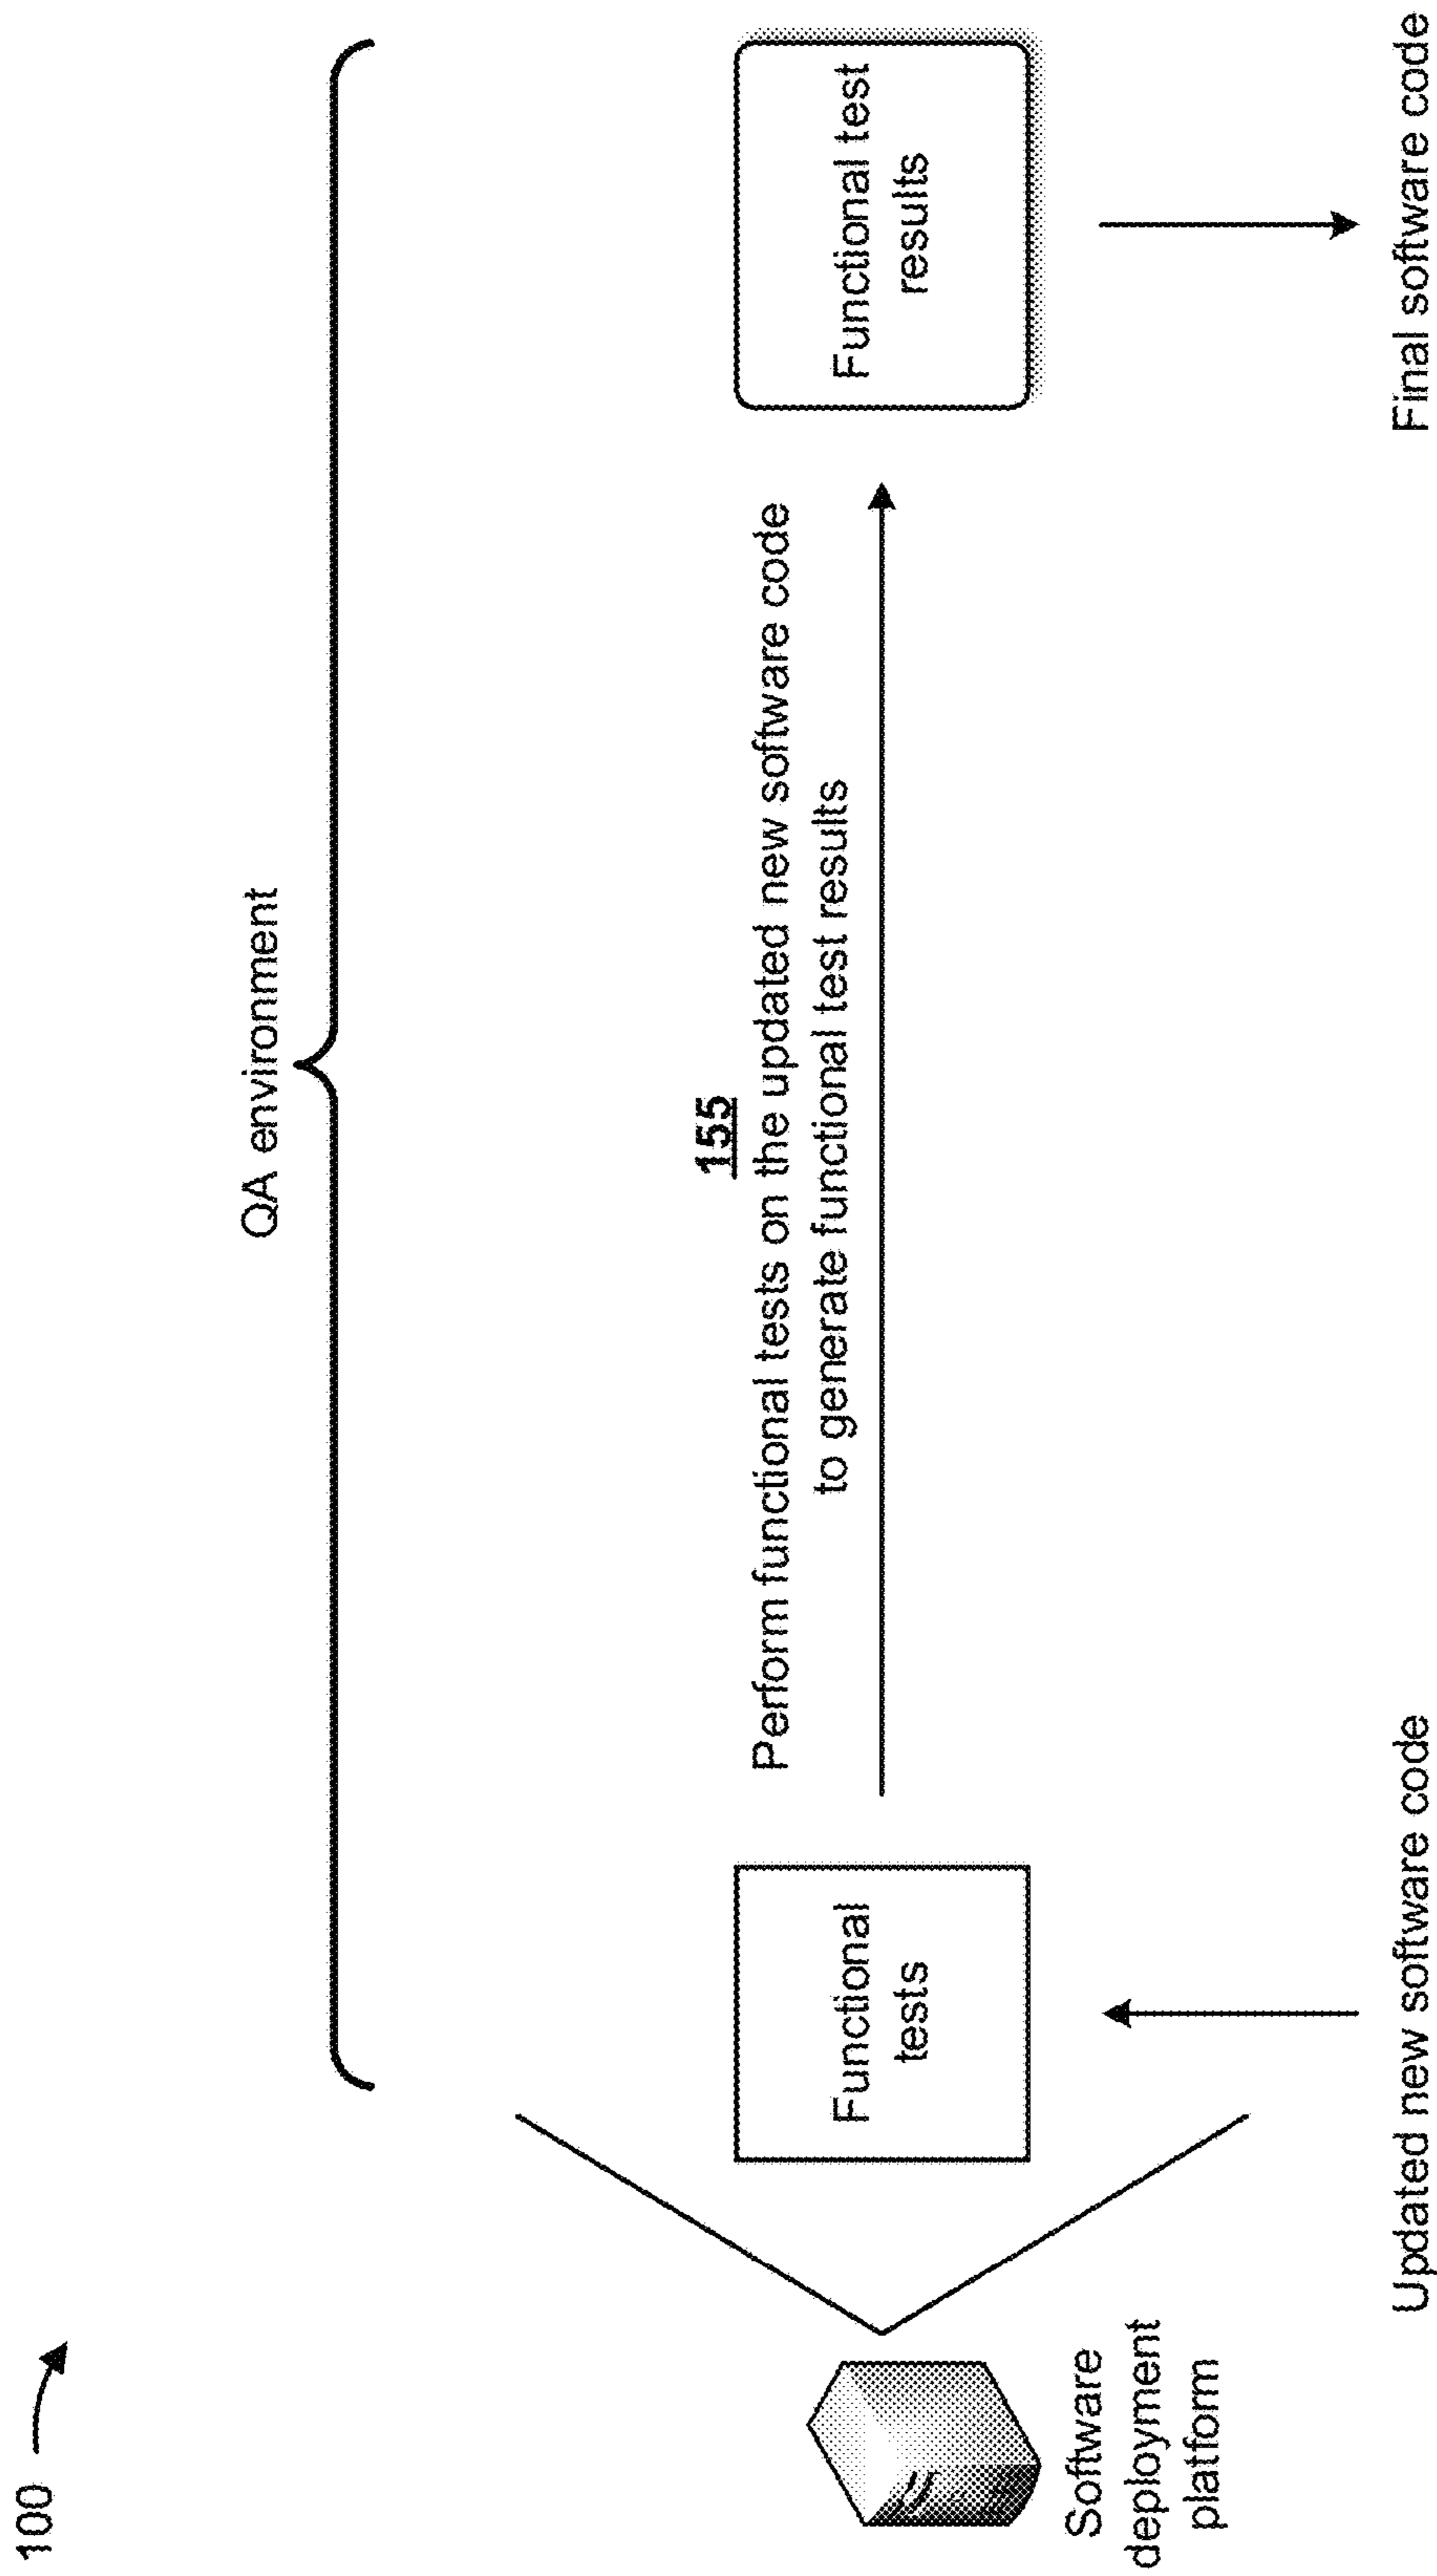 100
QA environment
155
Perform functional tests on the updated new software code
to generate functional test results
Functional
tests
Functional test
results
Software
deployment
platform
Updated new software code
Final software code